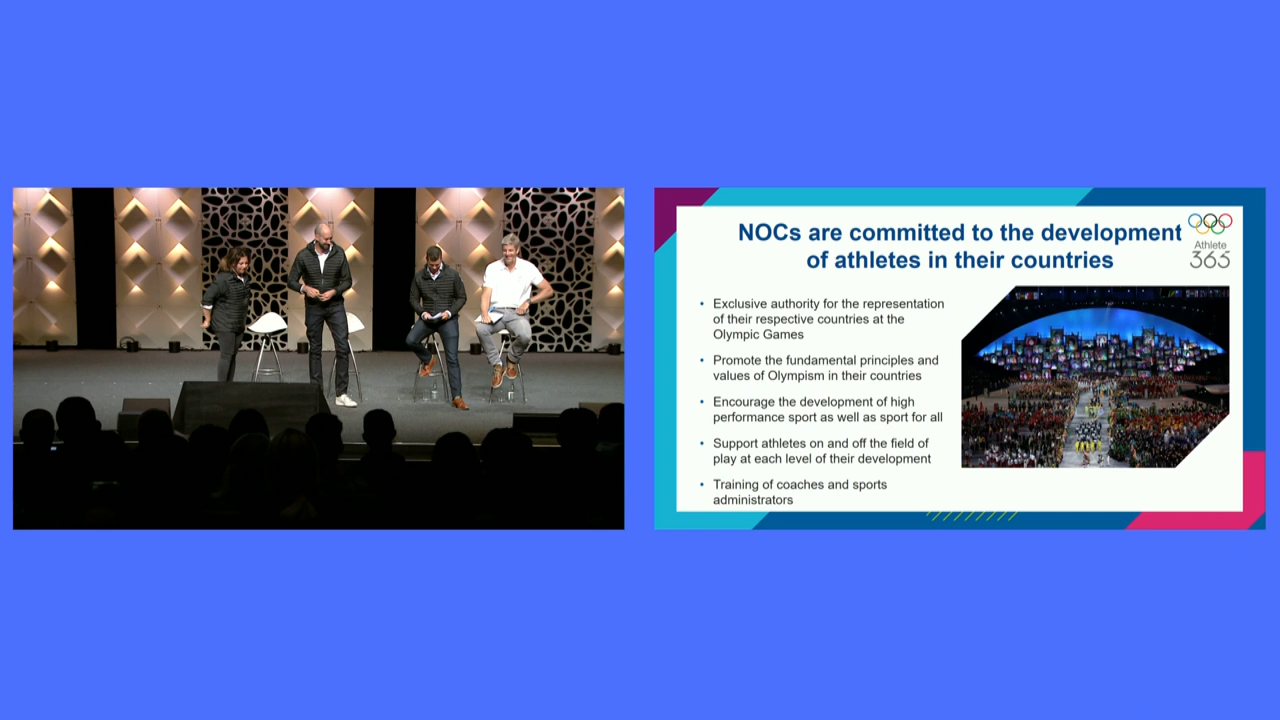 NOCs are committed to the development
of athletes in their countries
Athlete
365
• Exclusive authority for the representation
of their respective countries at the
Olympic Games
• Promote the fundamental principles and
values of Olympism in their countries
• Encourage the development of high
performance sport as well as sport for all
• Support athletes on and off the field of
play at each level of their development
• Training of coaches and sports
administrators